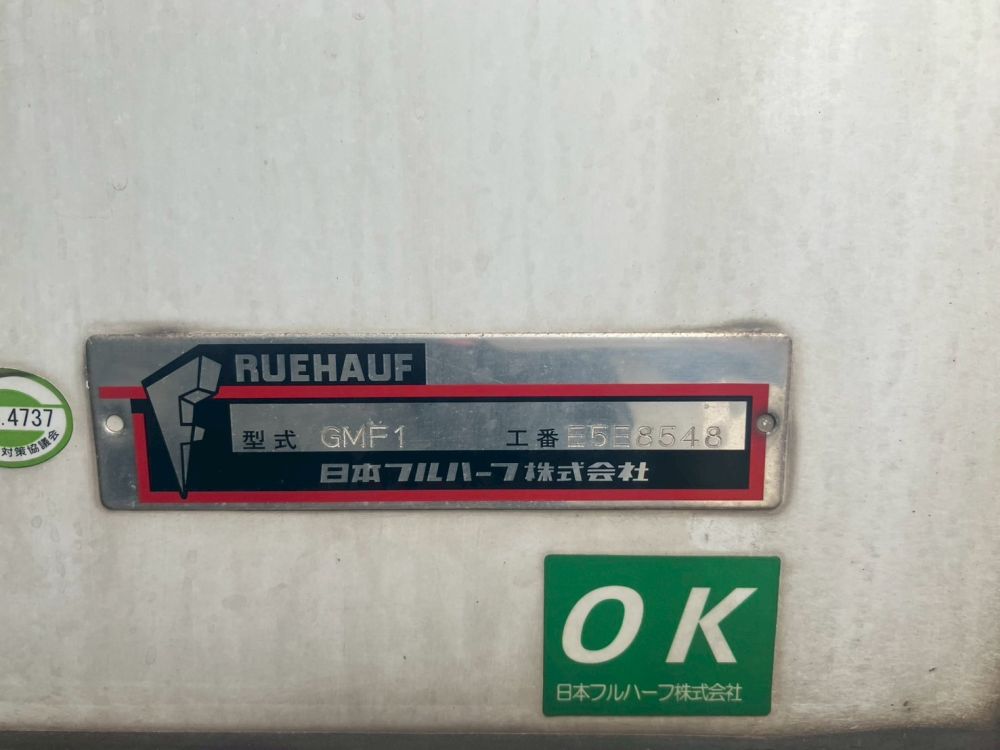 RUEHAUF
型式 GMF1 工番 E5E8548
日本フルハーフ株式会社
.4737
対策協議会
OK
日本フルハーフ株式会社